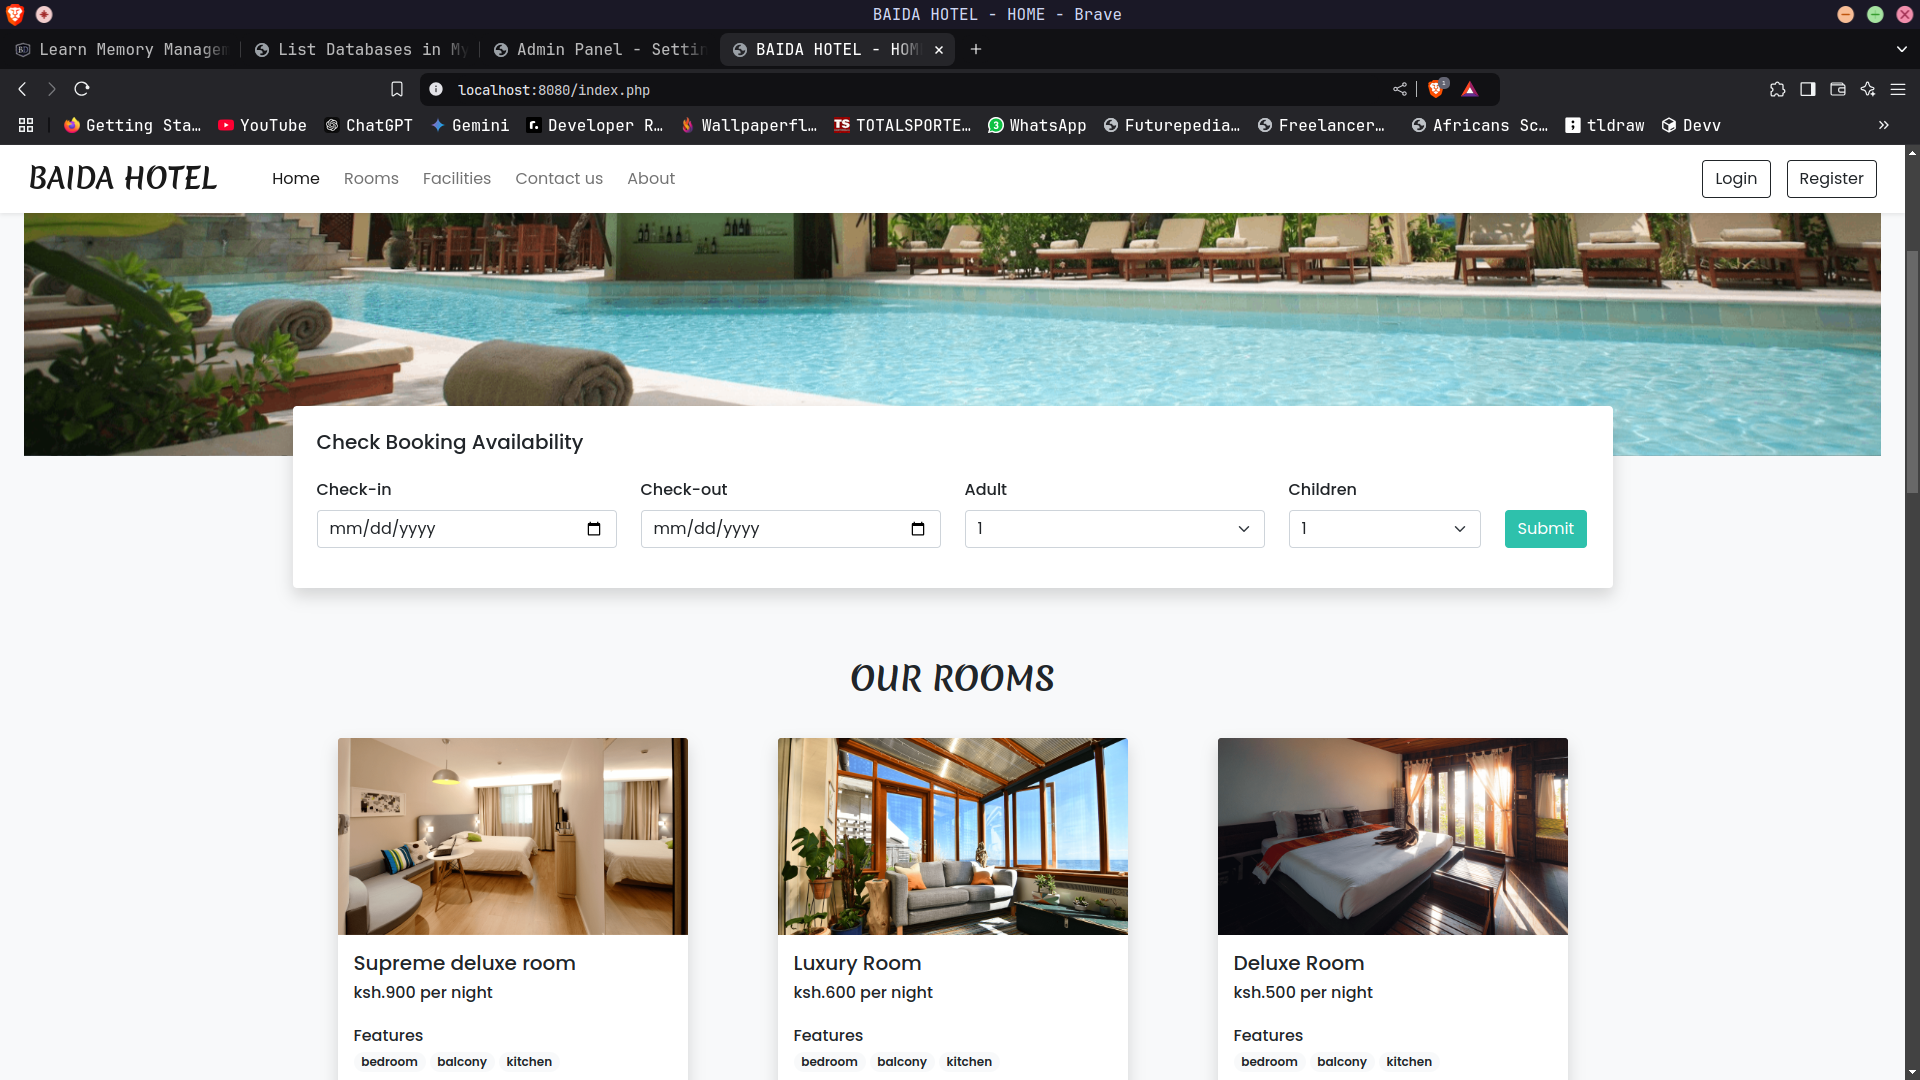 BAIDA HOTEL - HOME - Brave
Learn Memory Managem
List Databases in My
Admin Panel - Settin
BAIDA HOTEL - HOM
localhost:8080/index.php
1
Getting Sta…
YouTube
ChatGPT
Gemini
Developer R…
Wallpaperfl…
TS TOTALSPORTE…
3 WhatsApp
Futurepedia…
Freelancer…
Africans Sc…
tldraw
Devv
BAIDA HOTEL
Home
Rooms
Facilities
Contact us
About
Login
Register
Check Booking Availability
Check-in
Check-out
Adult
Children
mm/dd/yyyy
mm/dd/yyyy
1
1
Submit
OUR ROOMS
Supreme deluxe room
ksh.900 per night
Features
bedroom balcony kitchen
Luxury Room
ksh.600 per night
Features
bedroom balcony kitchen
Deluxe Room
ksh.500 per night
Features
bedroom balcony kitchen